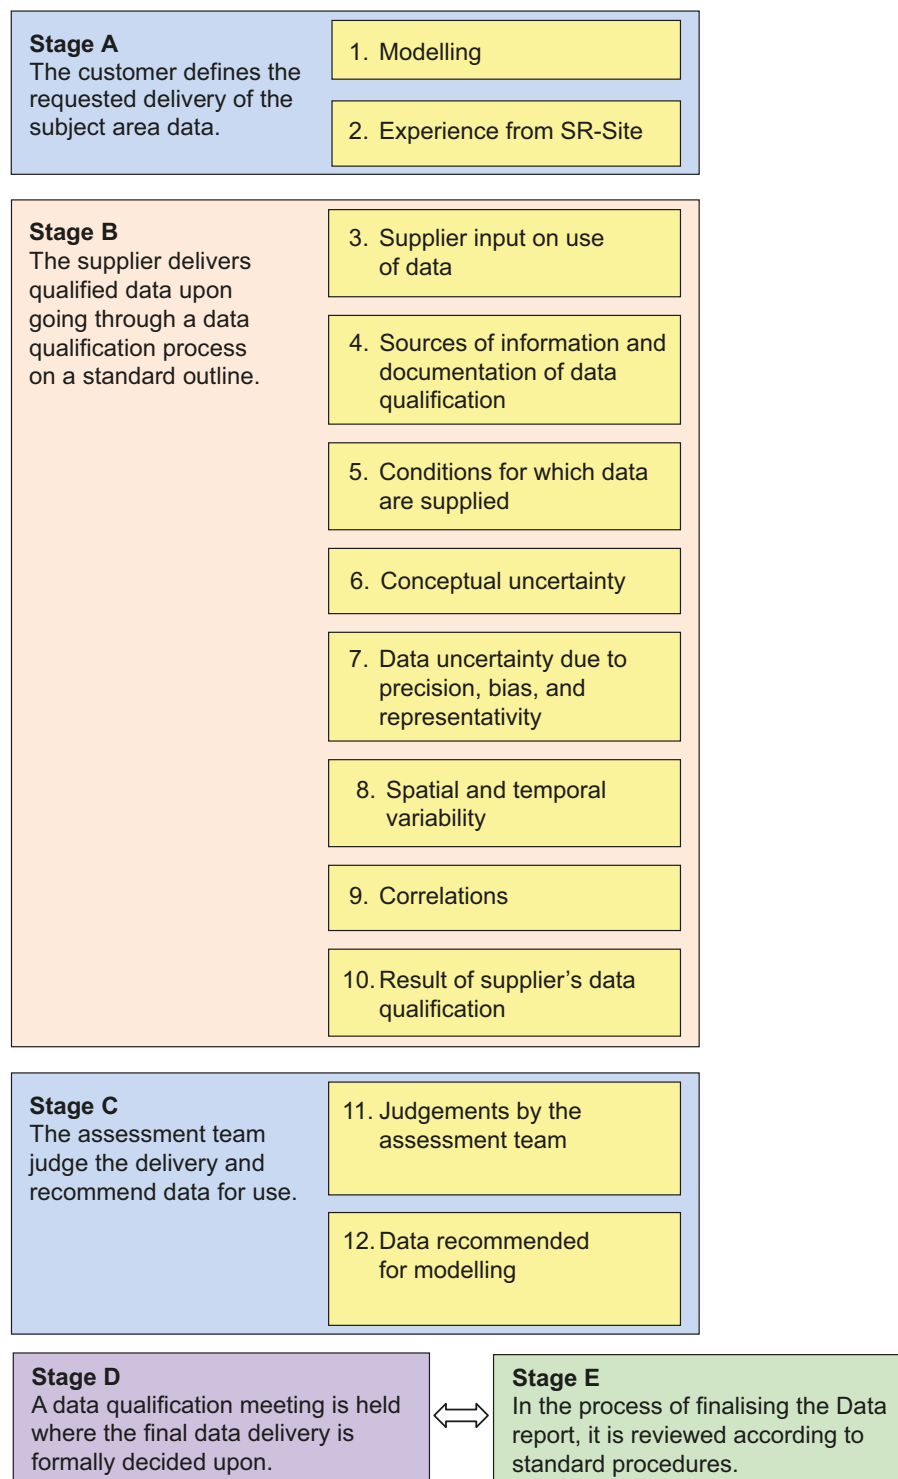 Stage A
The customer defines the
requested delivery of the
subject area data.
1. Modelling
2. Experience from SR-Site
Stage B
The supplier delivers
qualified data upon
going through a data
qualification process
on a standard outline.
3. Supplier input on use
of data
4. Sources of information and
documentation of data
qualification
5. Conditions for which data
are supplied
6. Conceptual uncertainty
7. Data uncertainty due to
precision, bias, and
representativity
8. Spatial and temporal
variability
9. Correlations
10. Result of supplier’s data
qualification
Stage C
The assessment team
judge the delivery and
recommend data for use.
11. Judgements by the
assessment team
12. Data recommended
for modelling
Stage D
A data qualification meeting is held
where the final data delivery is
formally decided upon.
Stage E
In the process of finalising the Data
report, it is reviewed according to
standard procedures.